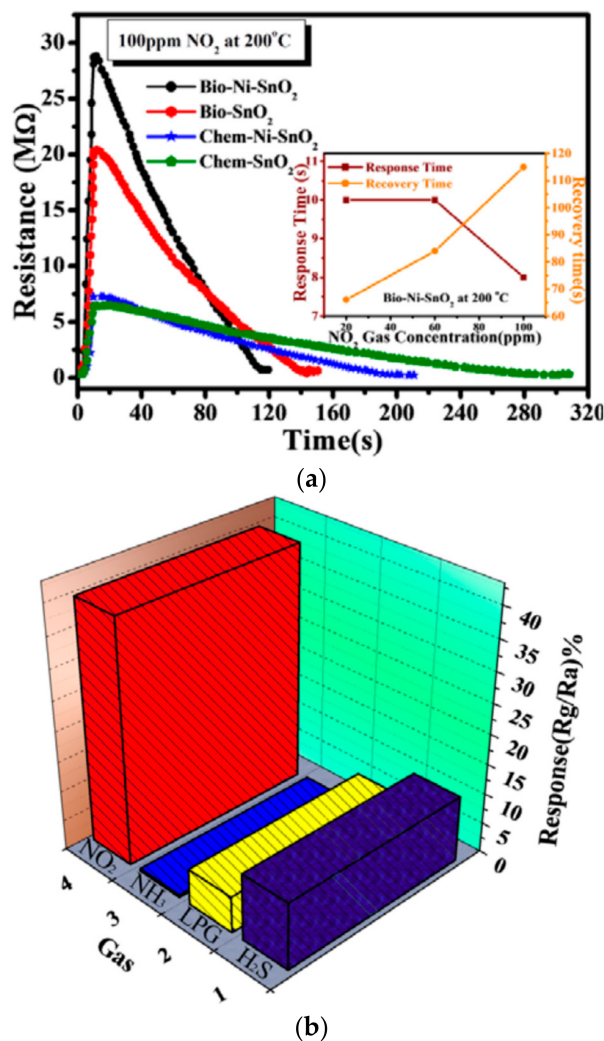 100ppm NO₂ at 200°C
Bio-Ni-SnO₂
Bio-SnO₂
Chem-Ni-SnO₂
Chem-SnO₂
Resistance (MΩ)
30
25
20
15
10
5
0
0 40 80 120 160 200 240 280 320
Time(s)
Response Time
Recovery Time
Response Time (s)
11
10
9
8
7
Recovery time(s)
120
110
100
90
80
70
60
Bio-Ni-SnO₂ at 200 °C
20 40 60 80 100
NO₂ Gas Concentration(ppm)
(a)
Response(Rg/Ra)%
40
35
30
25
20
15
10
5
0
NO₂
NH₃
LPG
H₂S
4
3
2
1
Gas
(b)